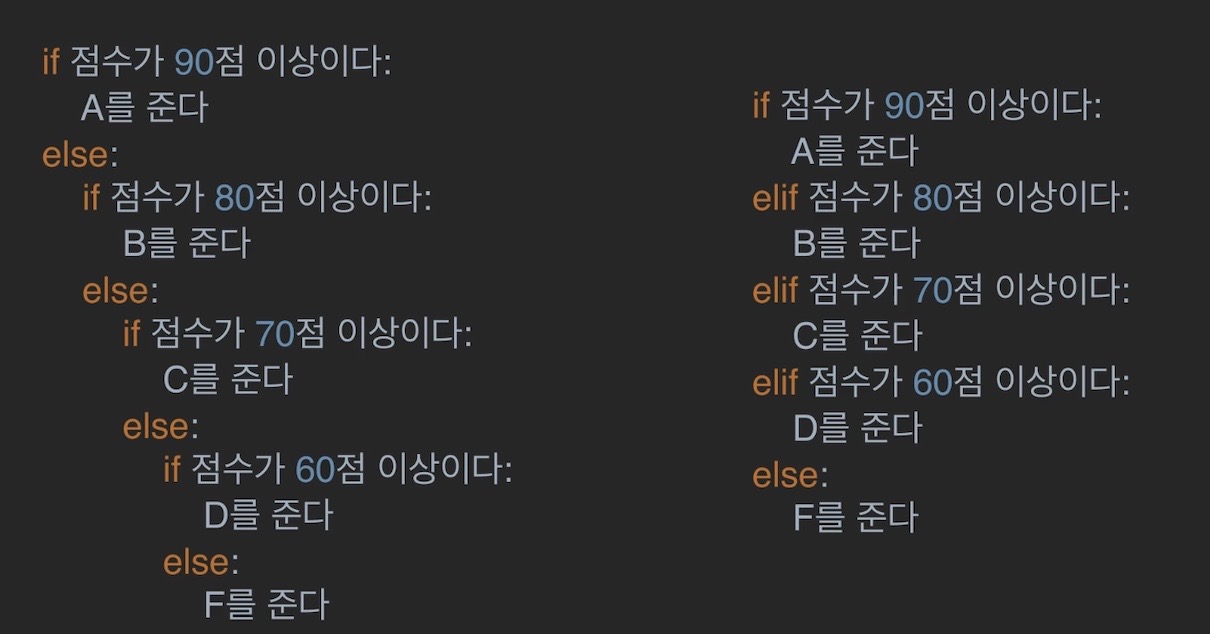 if 점수가 90점 이상이다:
    A를 준다
else:
    if 점수가 80점 이상이다:
        B를 준다
    else:
        if 점수가 70점 이상이다:
            C를 준다
        else:
            if 점수가 60점 이상이다:
                D를 준다
            else:
                F를 준다
if 점수가 90점 이상이다:
    A를 준다
elif 점수가 80점 이상이다:
    B를 준다
elif 점수가 70점 이상이다:
    C를 준다
elif 점수가 60점 이상이다:
    D를 준다
else:
    F를 준다